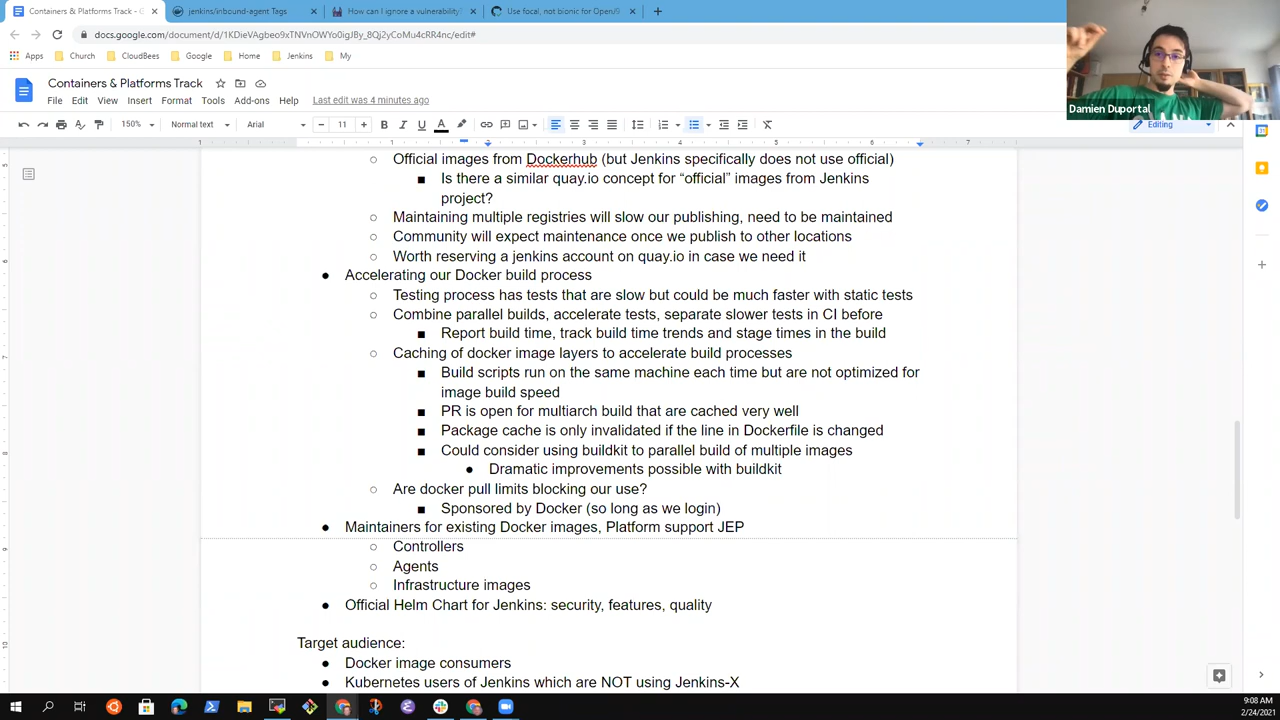 Containers & Platforms Track - G
jenkins/inbound-agent Tags
How can I ignore a vulnerability?
Use focal, not bionic for OpenJ
docs.google.com/document/d/1KDieVAgbeo9xTNVnOWYo0igJ8y_8Qj2yCoMu4cRR4nc/edit#
Apps
Church
CloudBees
Google
Home
Jenkins
My
Containers & Platforms Track
File Edit View Insert Format Tools Add-ons Help Last edit was 4 minutes ago
150% Normal text Arial 11
Editing
Damien Duportal
Official images from Dockerhub (but Jenkins specifically does not use official)
Is there a similar quay.io concept for “official” images from Jenkins
project?
Maintaining multiple registries will slow our publishing, need to be maintained
Community will expect maintenance once we publish to other locations
Worth reserving a jenkins account on quay.io in case we need it
Accelerating our Docker build process
Testing process has tests that are slow but could be much faster with static tests
Combine parallel builds, accelerate tests, separate slower tests in CI before
Report build time, track build time trends and stage times in the build
Caching of docker image layers to accelerate build processes
Build scripts run on the same machine each time but are not optimized for
image build speed
PR is open for multiarch build that are cached very well
Package cache is only invalidated if the line in Dockerfile is changed
Could consider using buildkit to parallel build of multiple images
Dramatic improvements possible with buildkit
Are docker pull limits blocking our use?
Sponsored by Docker (so long as we login)
Maintainers for existing Docker images, Platform support JEP
Controllers
Agents
Infrastructure images
Official Helm Chart for Jenkins: security, features, quality
Target audience:
Docker image consumers
Kubernetes users of Jenkins which are NOT using Jenkins-X
9:08 AM
2/24/2021